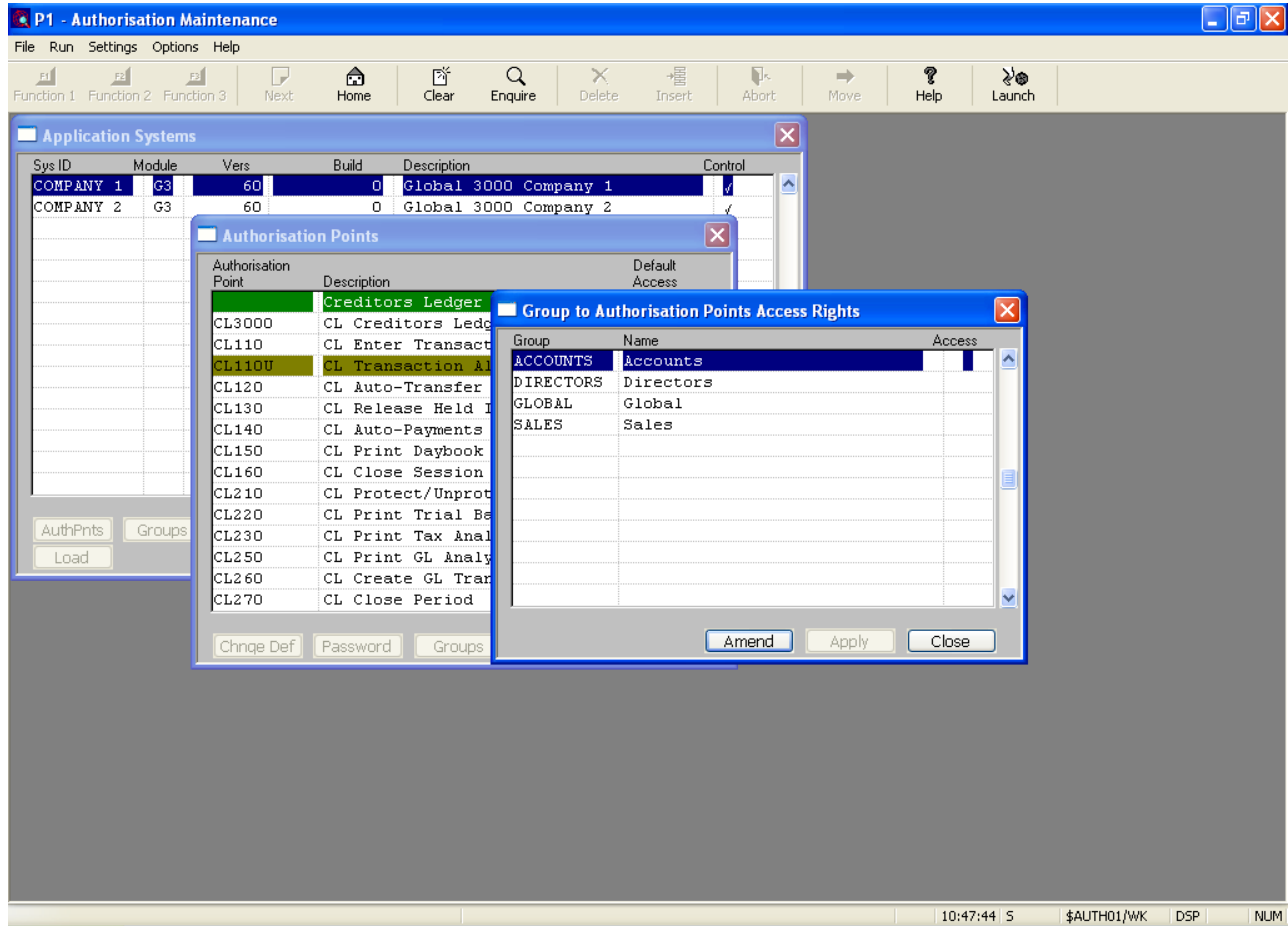 P1 - Authorisation Maintenance
File Run Settings Options Help
F1 F2 F3
Function 1 Function 2 Function 3 Next Home Clear Enquire Delete Insert Abort Move Help Launch
Application Systems
Sys ID Module Vers Build Description Control
COMPANY 1 G3 60 0 Global 3000 Company 1 √
COMPANY 2 G3 60 0 Global 3000 Company 2 √
AuthPnts Groups
Load
Authorisation Points
Authorisation Default
Point Description Access
Creditors Ledger
CL3000 CL Creditors Ledg
CL110 CL Enter Transact
CL110U CL Transaction Al
CL120 CL Auto-Transfer
CL130 CL Release Held I
CL140 CL Auto-Payments
CL150 CL Print Daybook
CL160 CL Close Session
CL210 CL Protect/Unprot
CL220 CL Print Trial Ba
CL230 CL Print Tax Anal
CL250 CL Print GL Analy
CL260 CL Create GL Tran
CL270 CL Close Period
Chnge Def Password Groups
Group to Authorisation Points Access Rights
Group Name Access
ACCOUNTS Accounts
DIRECTORS Directors
GLOBAL Global
SALES Sales
Amend Apply Close
10:47:44 S $AUTH01/WK DSP NUM